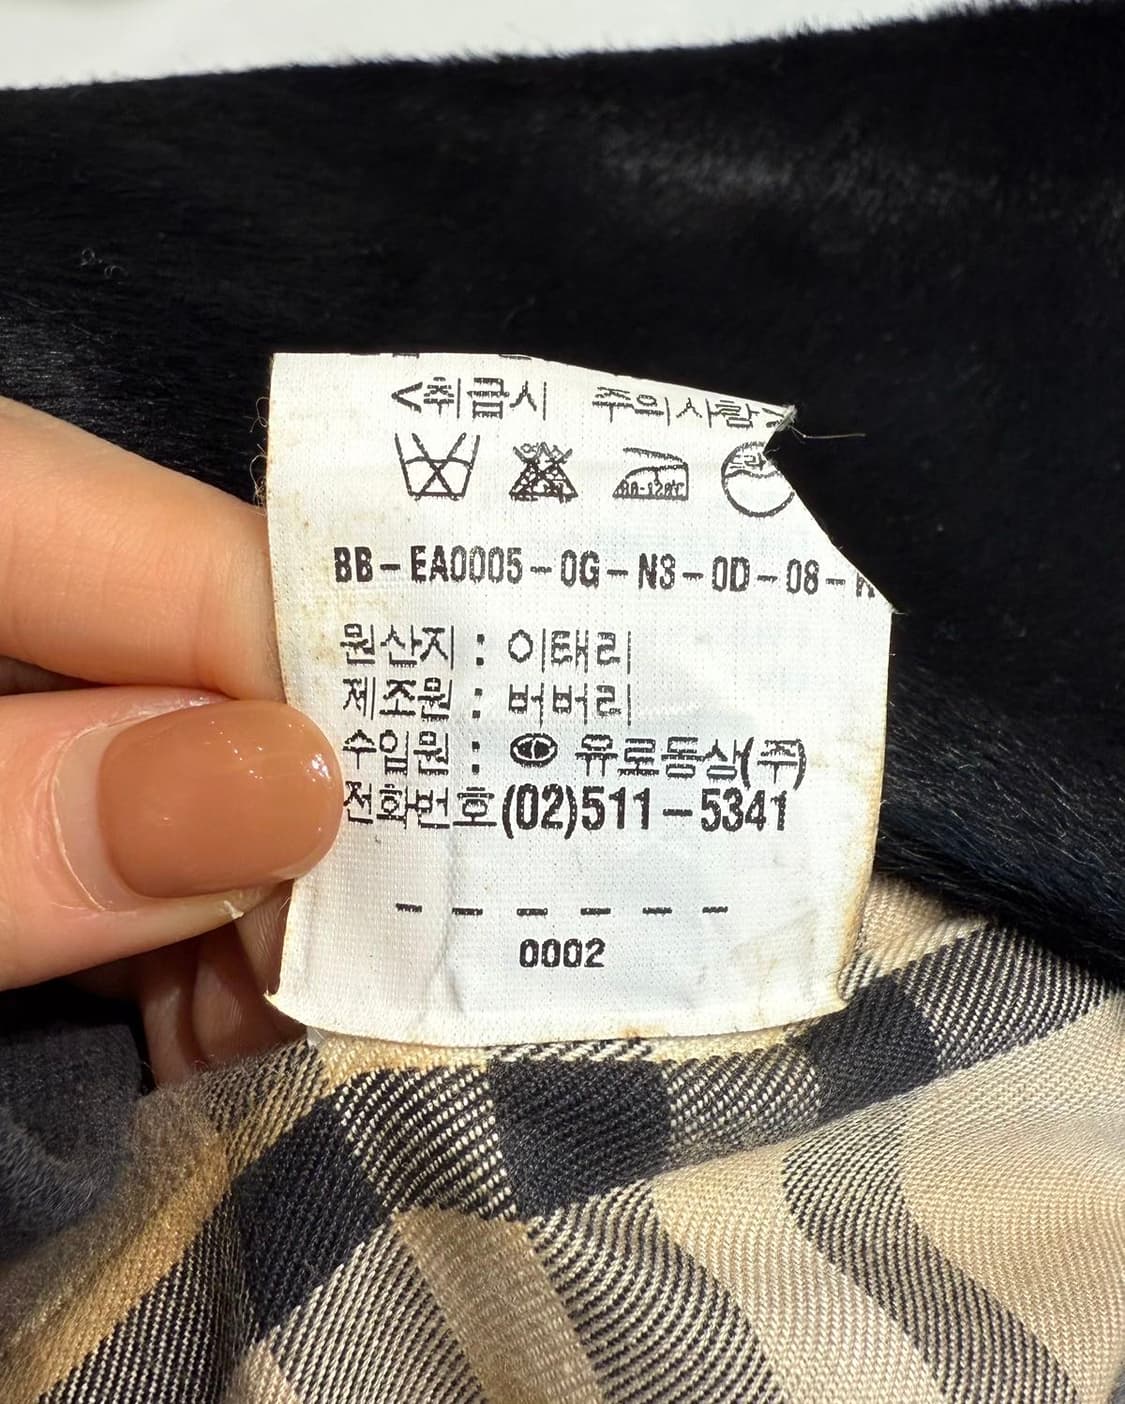 <취급시 주의사항>
BB-EA0005-0G-N3-0D-08-
원산지 : 이태리
제조원 : 버버리
수입원 : 유로통상(주)
전화번호(02)511-5341
- - - - - -
0002